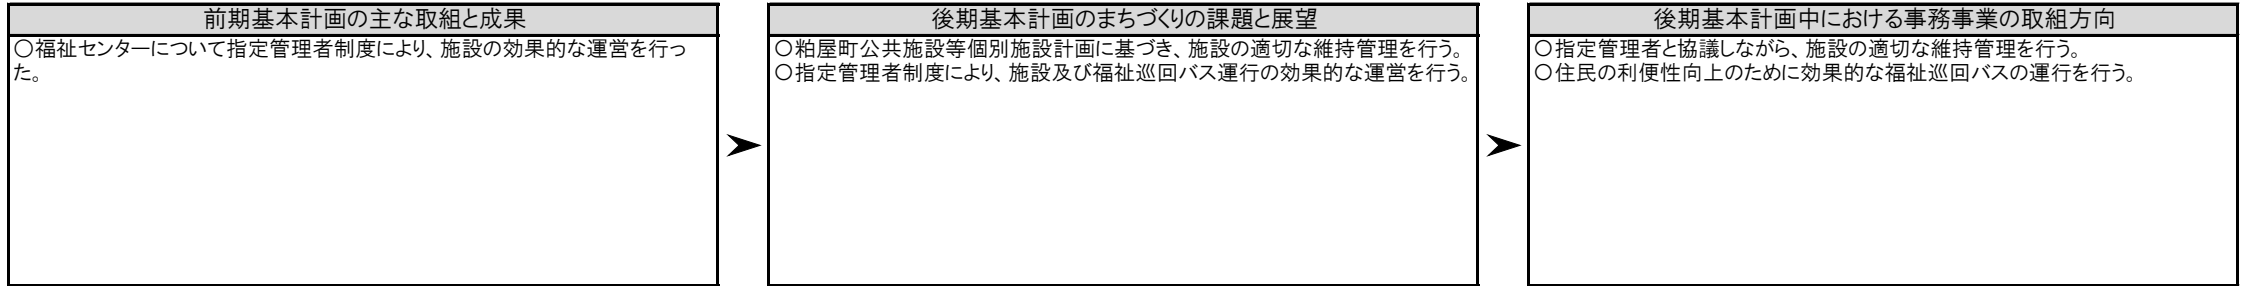 前期基本計画の主な取組と成果
〇福祉センターについて指定管理者制度により、施設の効果的な運営を行っ
た。
後期基本計画のまちづくりの課題と展望
〇粕屋町公共施設等個別施設計画に基づき、施設の適切な維持管理を行う。
〇指定管理者制度により、施設及び福祉巡回バス運行の効果的な運営を行う。
後期基本計画中における事務事業の取組方向
〇指定管理者と協議しながら、施設の適切な維持管理を行う。
〇住民の利便性向上のために効果的な福祉巡回バスの運行を行う。